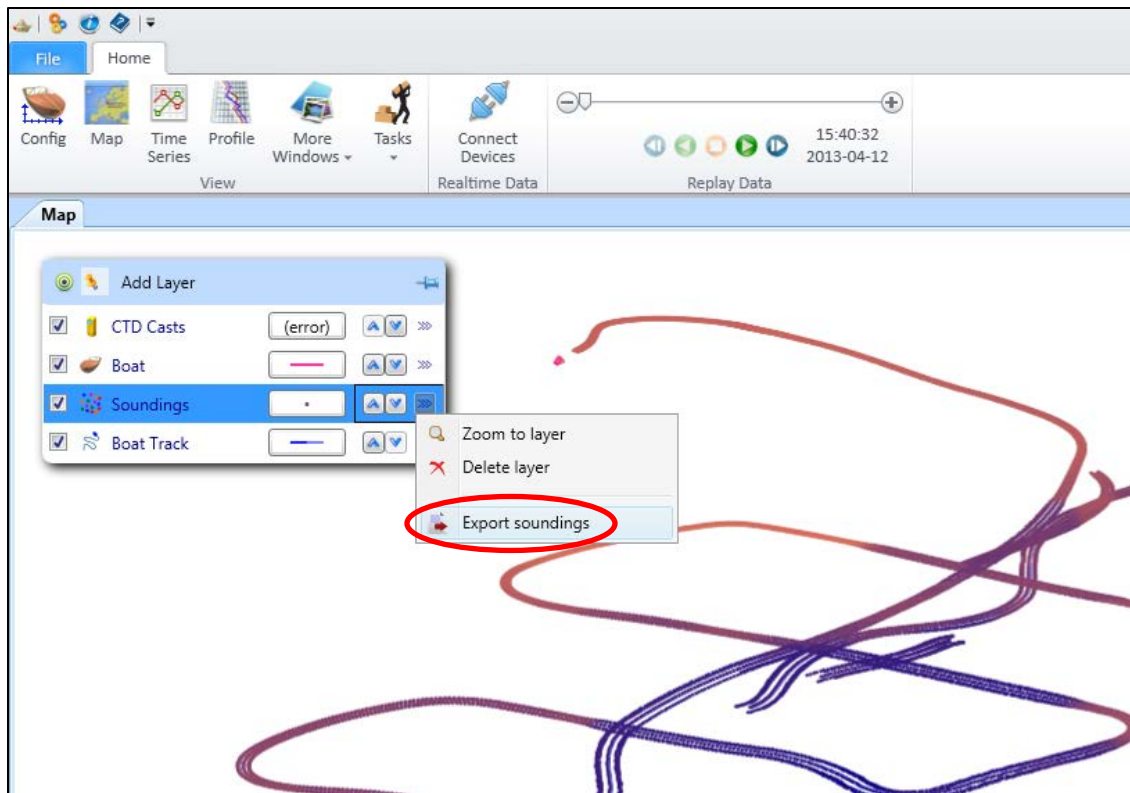 File Home
Config Map Time Series Profile More Windows Tasks
View
Connect Devices
Realtime Data
15:40:32
2013-04-12
Replay Data
Map
Add Layer
CTD Casts (error)
Boat
Soundings
Boat Track
Zoom to layer
Delete layer
Export soundings